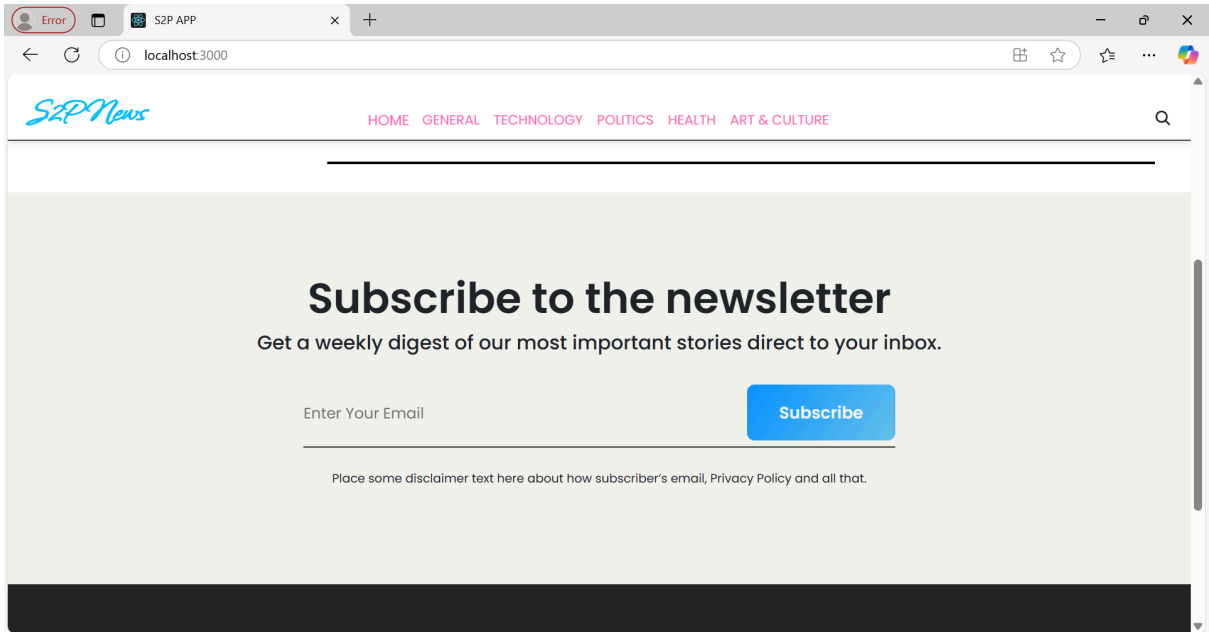 Error
S2P APP
localhost:3000
S2PNews
HOME GENERAL TECHNOLOGY POLITICS HEALTH ART & CULTURE
Subscribe to the newsletter
Get a weekly digest of our most important stories direct to your inbox.
Enter Your Email
Subscribe
Place some disclaimer text here about how subscriber’s email, Privacy Policy and all that.